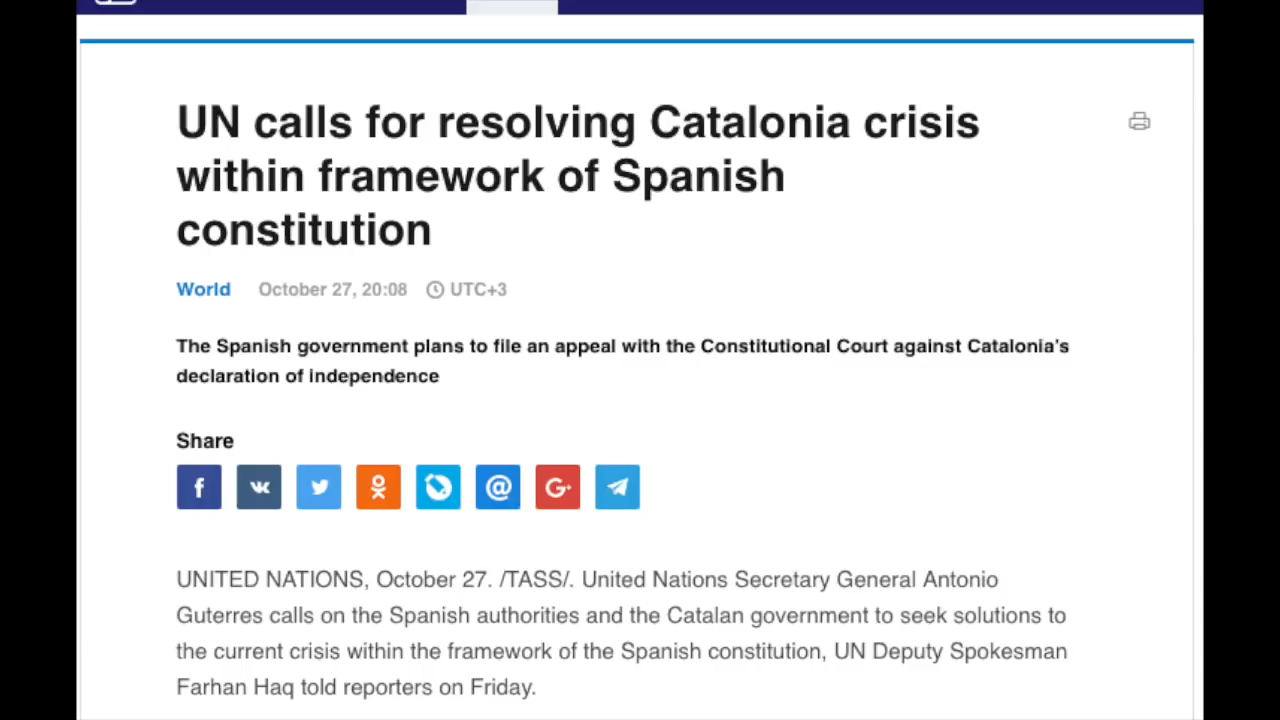 UN calls for resolving Catalonia crisis
within framework of Spanish
constitution
World October 27, 20:08 UTC+3
The Spanish government plans to file an appeal with the Constitutional Court against Catalonia's
declaration of independence
Share
UNITED NATIONS, October 27. /TASS/. United Nations Secretary General Antonio
Guterres calls on the Spanish authorities and the Catalan government to seek solutions to
the current crisis within the framework of the Spanish constitution, UN Deputy Spokesman
Farhan Haq told reporters on Friday.